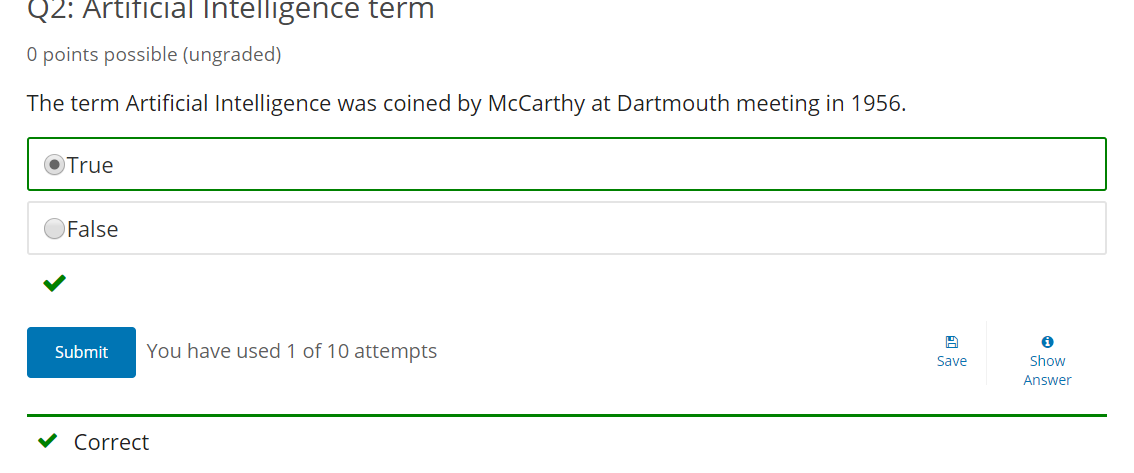 Q2: Artificial Intelligence term
0 points possible (ungraded)
The term Artificial Intelligence was coined by McCarthy at Dartmouth meeting in 1956.
True
False
Submit
You have used 1 of 10 attempts
Save
Show
Answer
Correct